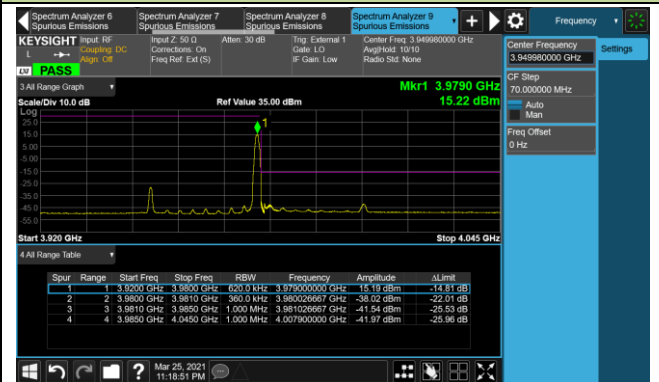 Spectrum Analyzer 6
Spurious Emissions
Spectrum Analyzer 7
Spurious Emissions
Spectrum Analyzer 8
Spurious Emissions
Spectrum Analyzer 9
Spurious Emissions
Frequency
KEYSIGHT
L
Input: RF
Coupling: DC
Align: Off
Input Z: 50 Ω
Corrections: On
Freq Ref: Ext (S)
Atten: 30 dB
Trig: External 1
Gate: LO
IF Gain: Low
Center Freq: 3.949980000 GHz
Avg|Hold: 10/10
Radio Std: None
LXI PASS
Center Frequency
3.949980000 GHz
Settings
CF Step
70.000000 MHz
Auto
Man
Freq Offset
0 Hz
3 All Range Graph
Mkr1 3.9790 GHz
Scale/Div 10.0 dB Ref Value 35.00 dBm 15.22 dBm
Log
25.0
15.0
5.00
-5.00
-15.0
-25.0
-35.0
-45.0
-55.0
1
Start 3.920 GHz Stop 4.045 GHz
4 All Range Table
Spur Range Start Freq Stop Freq RBW Frequency Amplitude ΔLimit
1 1 3.9200 GHz 3.9800 GHz 620.0 kHz 3.979000000 GHz 15.19 dBm -14.81 dB
2 2 3.9800 GHz 3.9810 GHz 360.0 kHz 3.980026667 GHz -38.02 dBm -22.01 dB
3 3 3.9810 GHz 3.9850 GHz 1.000 MHz 3.981026667 GHz -41.54 dBm -25.53 dB
4 4 3.9850 GHz 4.0450 GHz 1.000 MHz 4.007900000 GHz -41.97 dBm -25.96 dB
Mar 25, 2021
11:18:51 PM